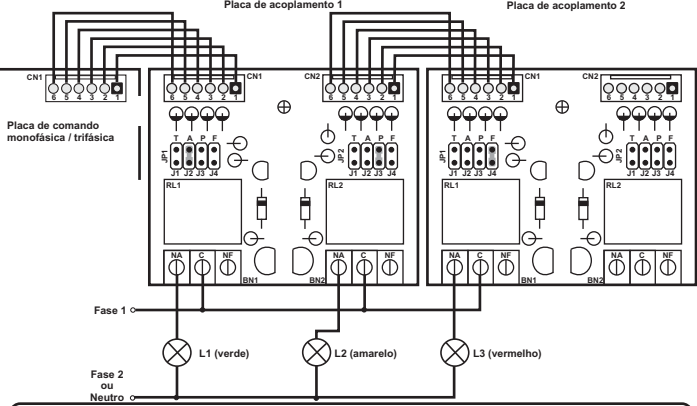 Placa de acoplamento 1
Placa de acoplamento 2
CN1
6 5 4 3 2 1
Placa de comando
monofásica / trifásica
CN1
6 5 4 3 2 1
CN2
6 5 4 3 2 1
T A P F
JP1
J1 J2 J3 J4
T A P F
JP2
J1 J2 J3 J4
RL1
RL2
NA C NF
BN1
NA C NF
BN2
CN1
6 5 4 3 2 1
CN2
6 5 4 3 2 1
T A P F
JP1
J1 J2 J3 J4
T A P F
JP2
J1 J2 J3 J4
RL1
RL2
NA C NF
BN1
NA C NF
BN2
Fase 1
L1 (verde)
L2 (amarelo)
L3 (vermelho)
Fase 2
ou
Neutro